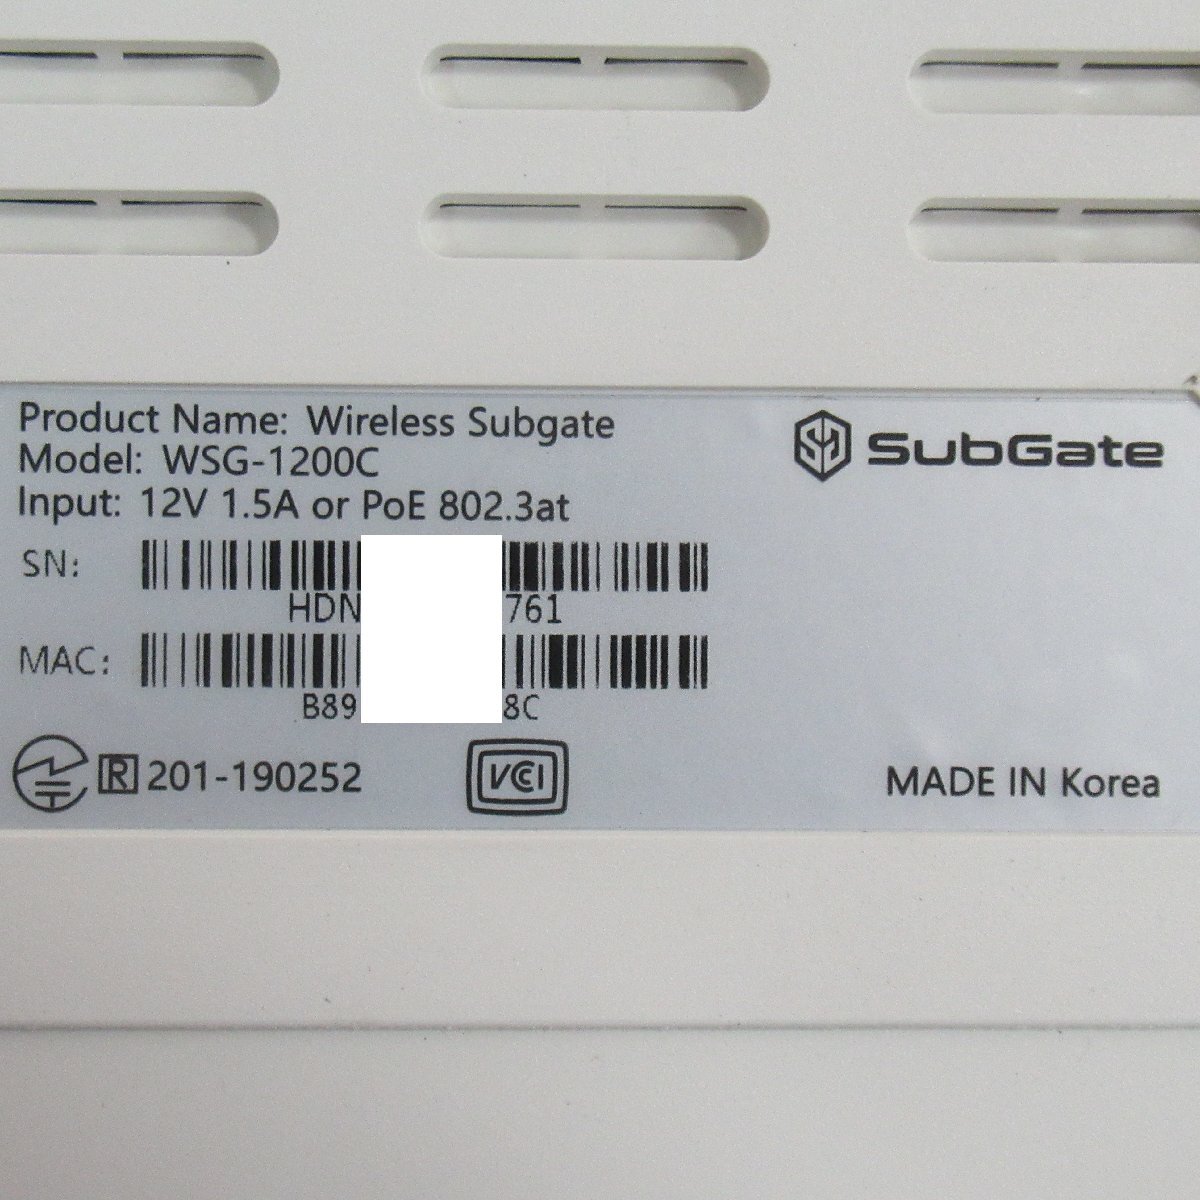 Product Name: Wireless Subgate
SubGate
Model: WSG-1200C
Input: 12V 1.5A or PoE 802.3at
SN:
HDN 761
MAC:
B89 8C
R 201-190252
VCCI
MADE IN Korea